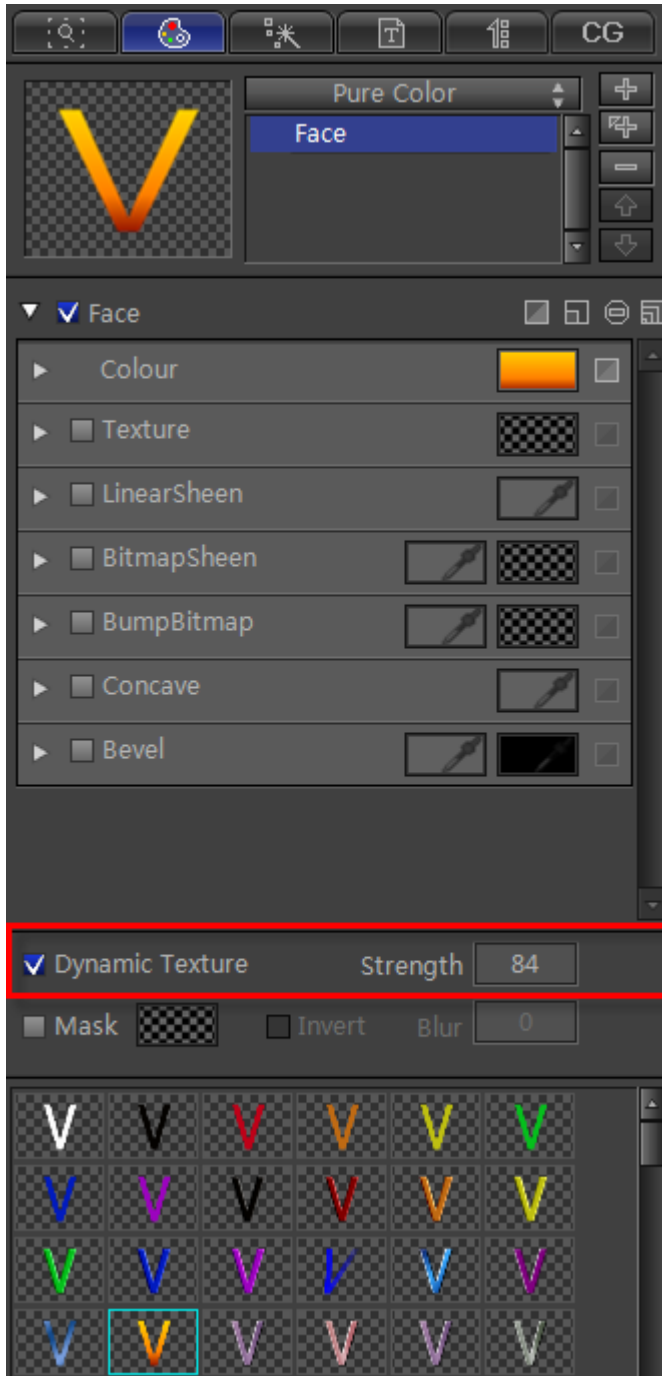 CG
Pure Color
Face
Face
Colour
Texture
LinearSheen
BitmapSheen
BumpBitmap
Concave
Bevel
Dynamic Texture Strength 84
Mask Invert Blur 0
V V V V V V
V V V V V V
V V V V V V
V V V V V V